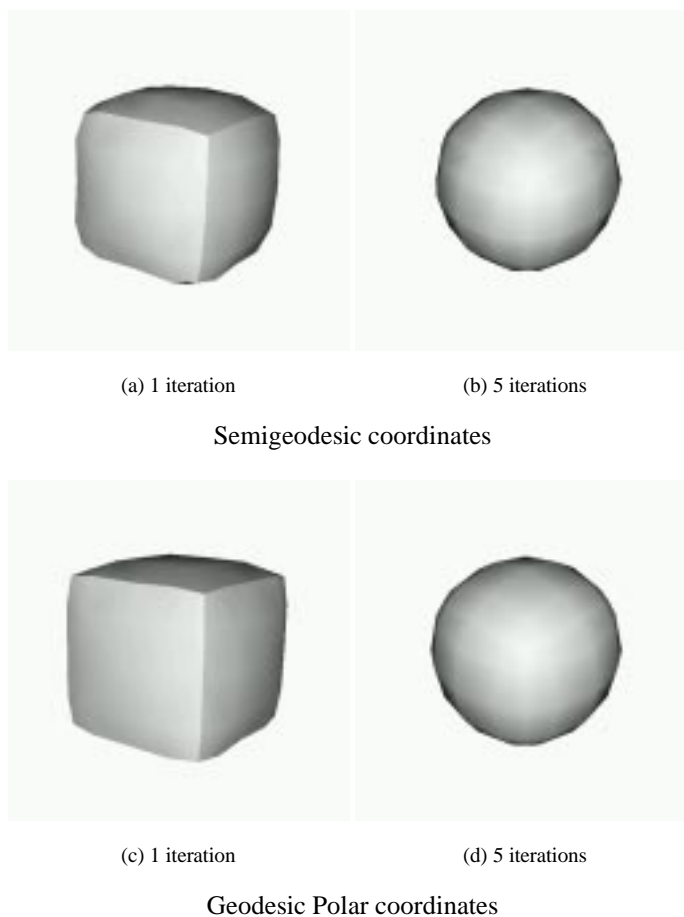 (a) 1 iteration (b) 5 iterations
Semigeodesic coordinates
(c) 1 iteration (d) 5 iterations
Geodesic Polar coordinates